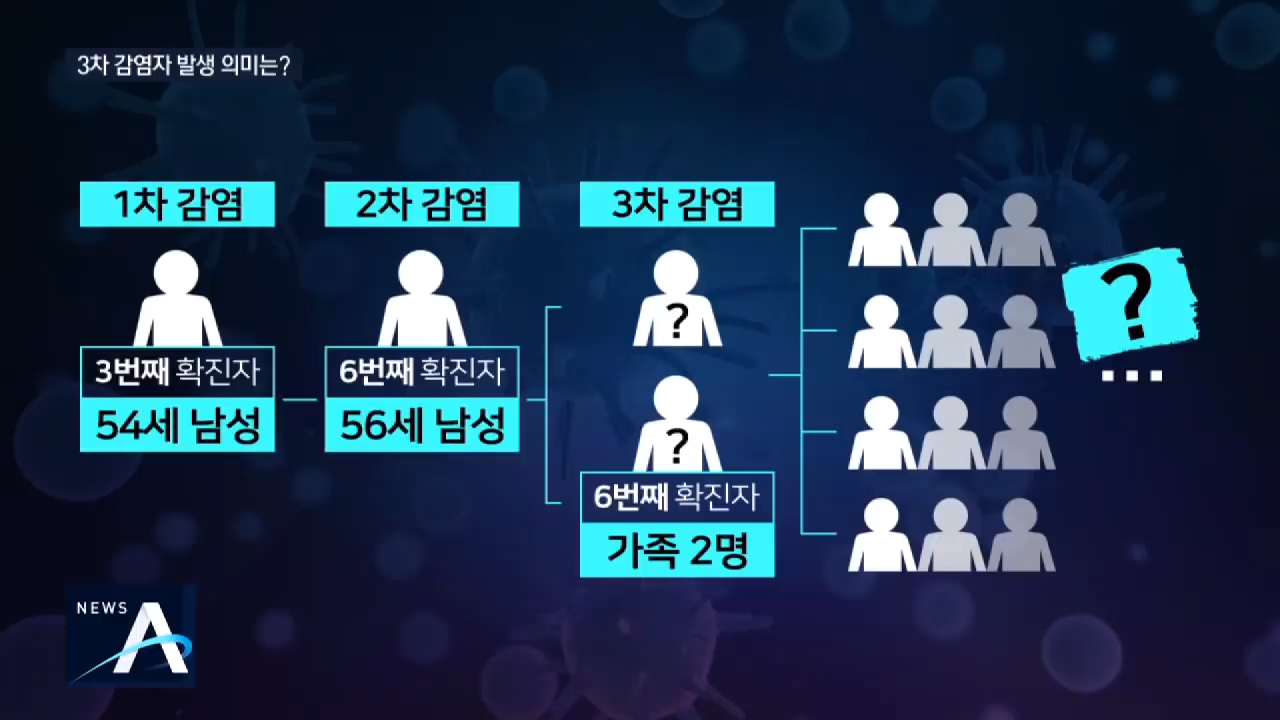 3차 감염자 발생 의미는?
1차 감염
2차 감염
3차 감염
3번째 확진자
54세 남성
6번째 확진자
56세 남성
?
?
6번째 확진자
가족 2명
?
...
NEWS A